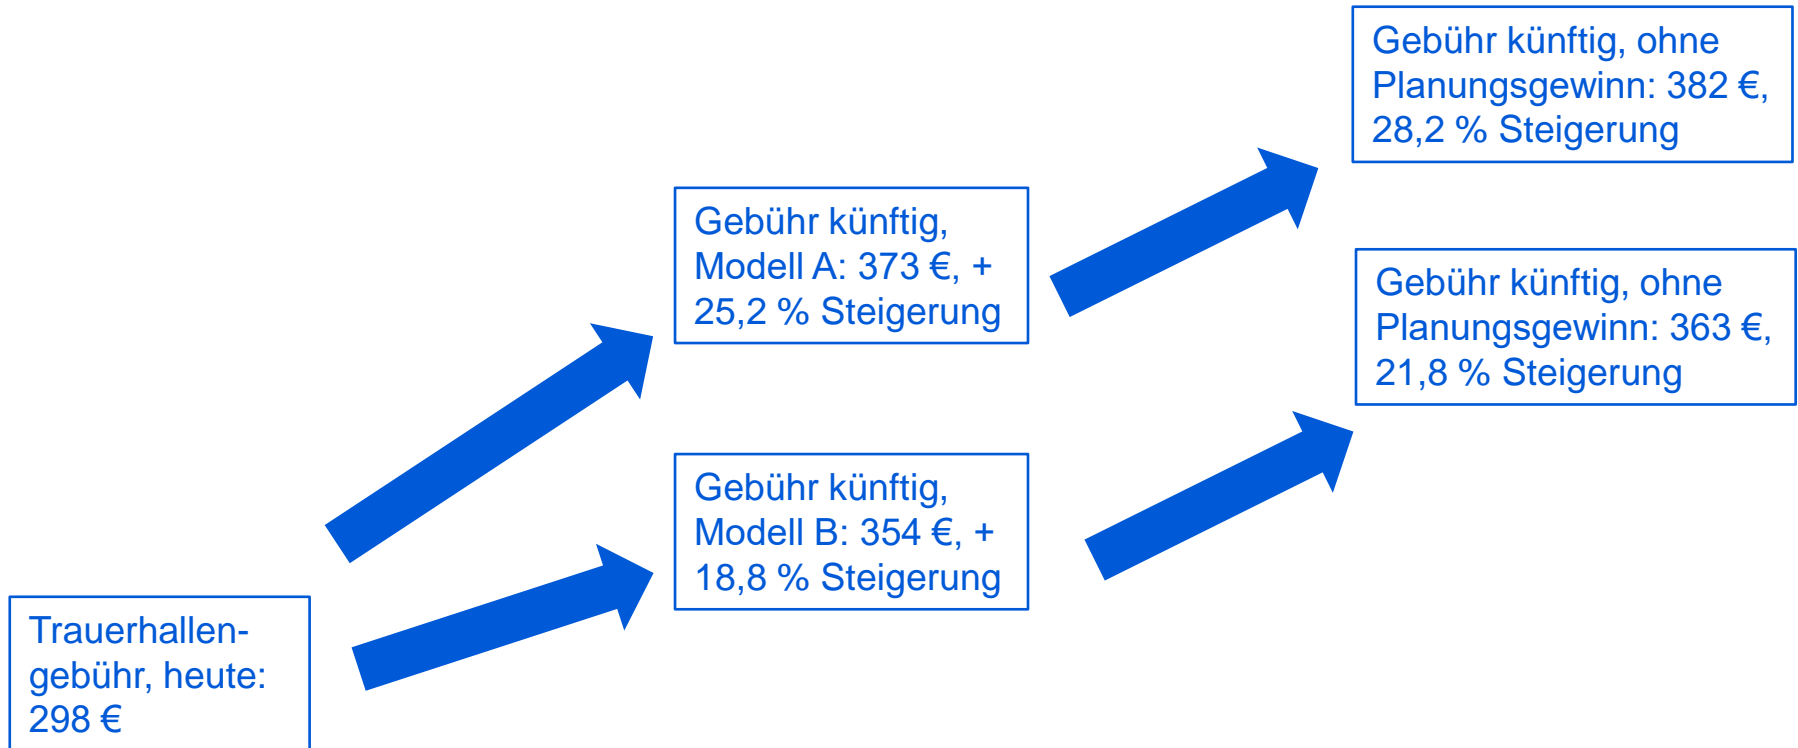 Trauerhallen-
gebühr, heute:
298 €
Gebühr künftig,
Modell A: 373 €, +
25,2 % Steigerung
Gebühr künftig,
Modell B: 354 €, +
18,8 % Steigerung
Gebühr künftig, ohne
Planungsgewinn: 382 €,
28,2 % Steigerung
Gebühr künftig, ohne
Planungsgewinn: 363 €,
21,8 % Steigerung